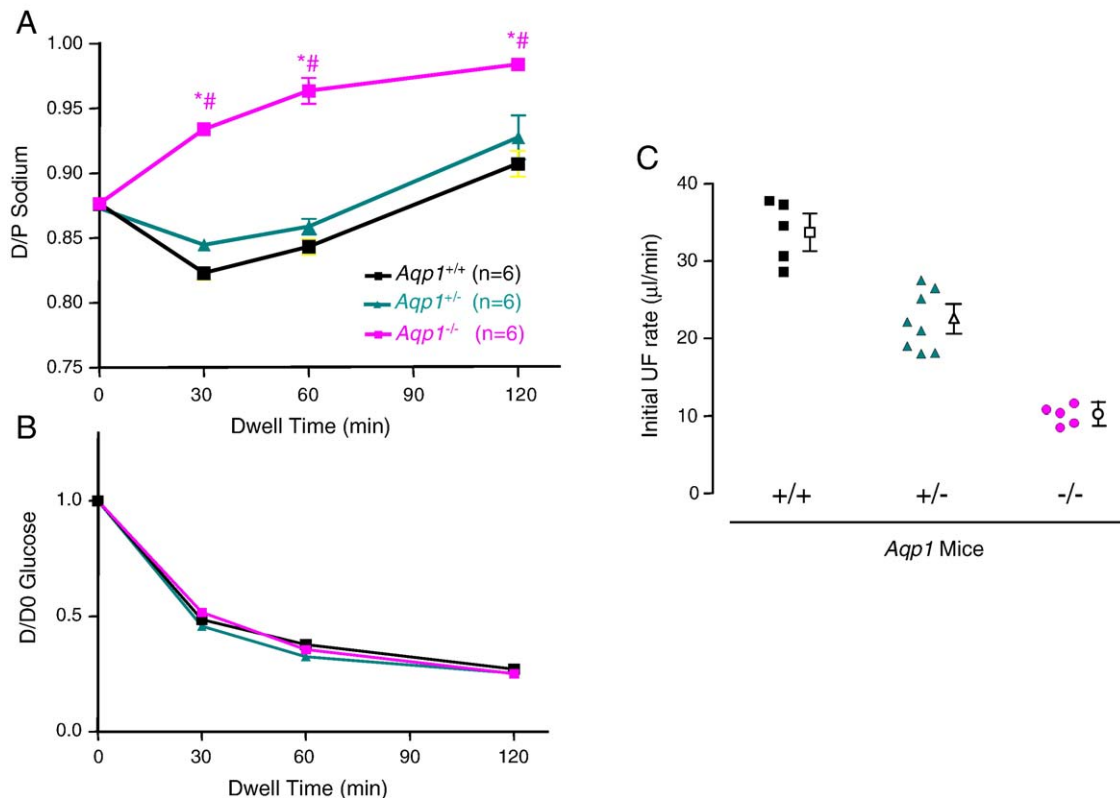 A
1.00
0.95
0.90
0.85
0.80
0.75
D/P Sodium
*#
*#
*#
Aqp1+/+ (n=6)
Aqp1+/- (n=6)
Aqp1-/- (n=6)
0 30 60 90 120
Dwell Time (min)
B
1.0
0.5
0.0
D/D0 Glucose
0 30 60 90 120
Dwell Time (min)
C
40
30
20
10
0
Initial UF rate (μl/min)
+/+ +/- -/-
Aqp1 Mice